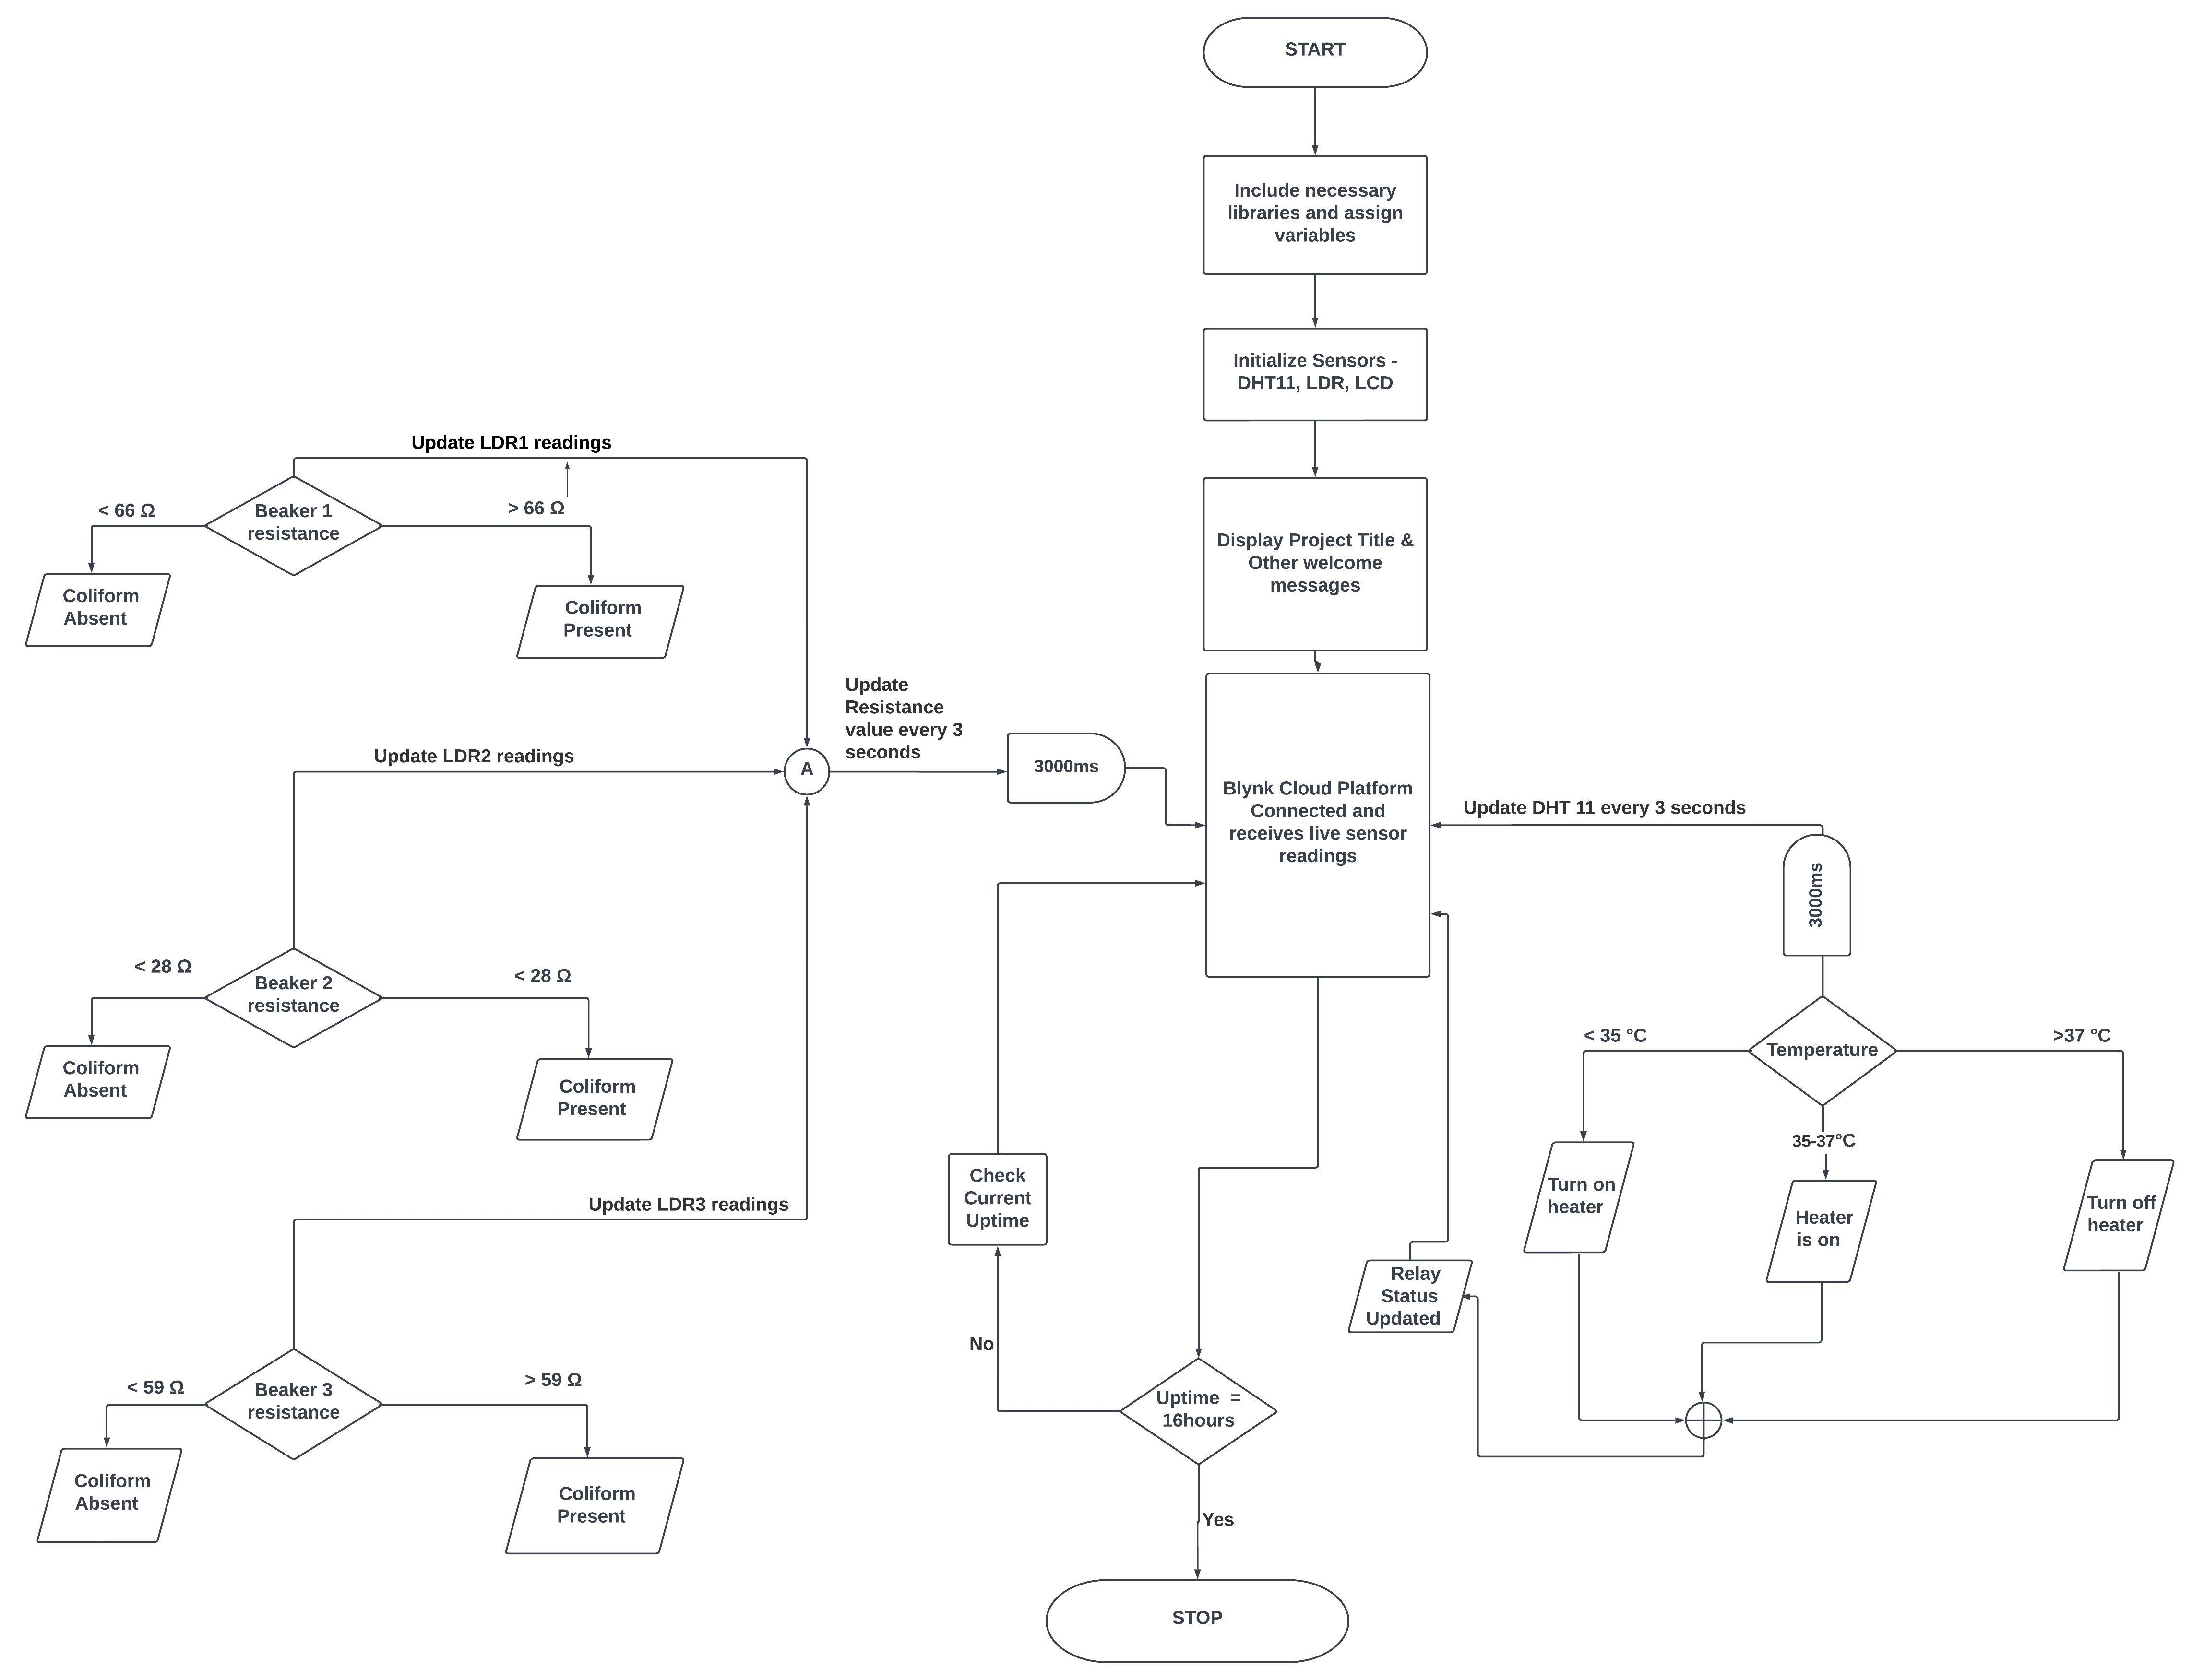 START
Include necessary
libraries and assign
variables
Initialize Sensors -
DHT11, LDR, LCD
Display Project Title &
Other welcome
messages
Update LDR1 readings
< 66 Ω
Beaker 1
resistance
> 66 Ω
Coliform
Absent
Coliform
Present
Update
Resistance
value every 3
seconds
Update LDR2 readings
A
3000ms
Blynk Cloud Platform
Connected and
receives live sensor
readings
Update DHT 11 every 3 seconds
3000ms
< 28 Ω
Beaker 2
resistance
< 28 Ω
Coliform
Absent
Coliform
Present
< 35 °C
Temperature
>37 °C
35-37°C
Turn on
heater
Heater
is on
Turn off
heater
Check
Current
Uptime
Update LDR3 readings
Relay
Status
Updated
No
< 59 Ω
Beaker 3
resistance
> 59 Ω
Uptime =
16hours
Coliform
Absent
Coliform
Present
Yes
STOP